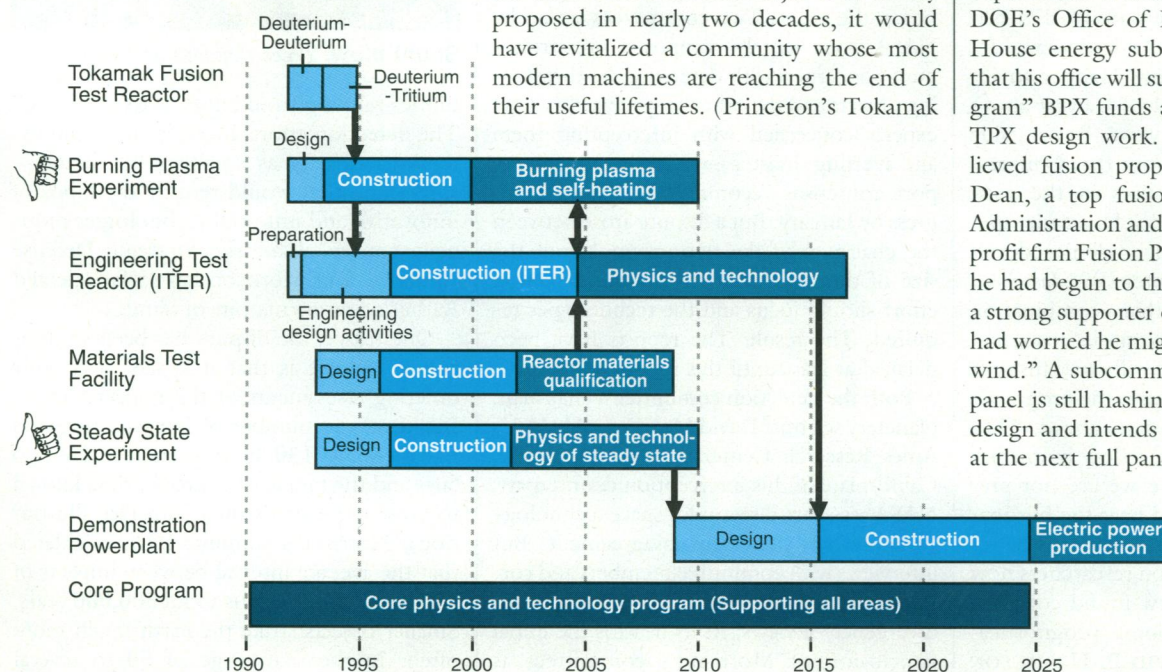 Deuterium-
Deuterium
Tokamak Fusion
Test Reactor
Deuterium
-Tritium
Design
Burning Plasma
Experiment
Construction
Burning plasma
and self-heating
Preparation
Engineering Test
Reactor (ITER)
Construction (ITER)
Physics and technology
Engineering
design activities
Materials Test
Facility
Design
Construction
Reactor materials
qualification
Steady State
Experiment
Design
Construction
Physics and technol-
ogy of steady state
Demonstration
Powerplant
Design
Construction
Electric power
production
Core Program
Core physics and technology program (Supporting all areas)
1990
1995
2000
2005
2010
2015
2020
2025
proposed in nearly two decades, it would
have revitalized a community whose most
modern machines are reaching the end of
their useful lifetimes. (Princeton's Tokamak
DOE's Office of
House energy sub
that his office will su
gram” BPX funds
TPX design work.
lieved fusion prop
Dean, a top fusio
Administration and
profit firm Fusion P
he had begun to th
a strong supporter
had worried he mig
wind.” A subcomm
panel is still hashin
design and intends
at the next full pan